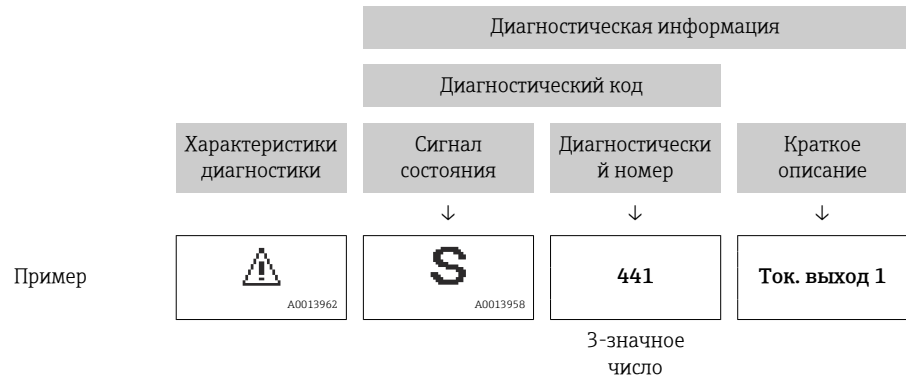 Диагностическая информация
Диагностический код
Характеристики диагностики
Сигнал состояния
Диагностически
й номер
Краткое описание
↓ ↓ ↓
Пример
A0013962
S
A0013958
441
Ток. выход 1
3-значное
число